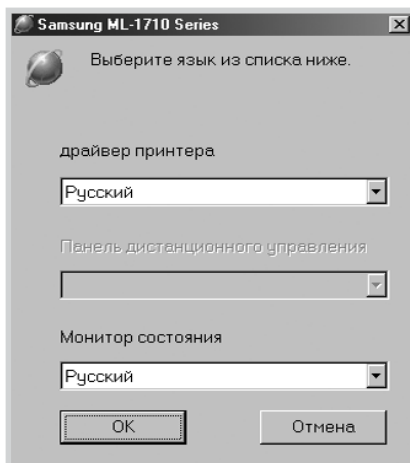 Samsung ML-1710 Series
Выберите язык из списка ниже.
драйвер принтера
Русский
Панель дистанционного управления
Монитор состояния
Русский
OK
Отмена